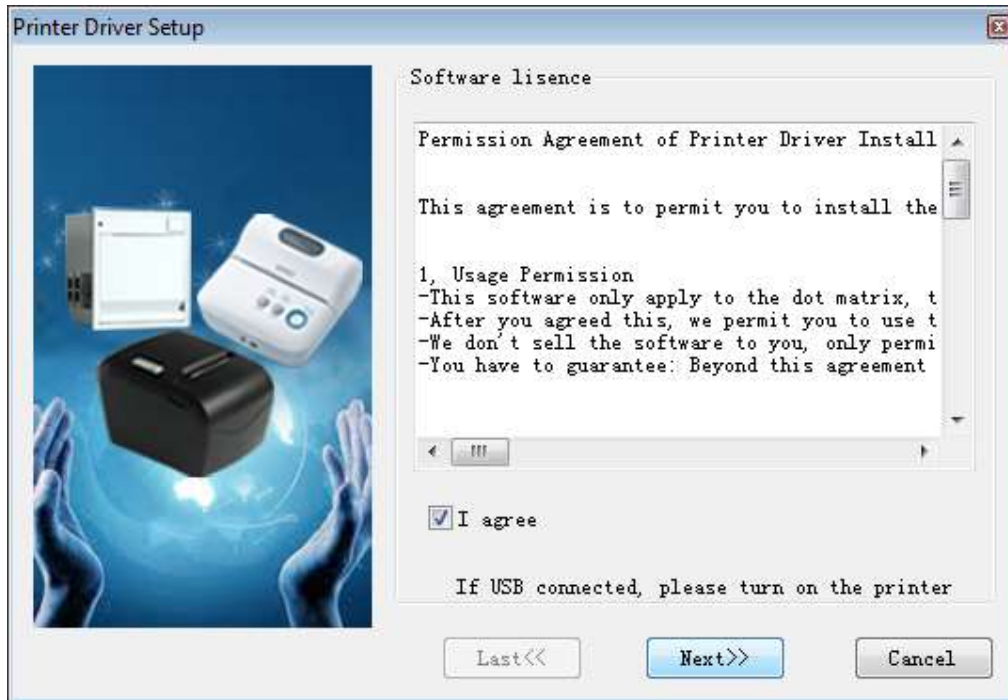 Printer Driver Setup
Software lisence
Permission Agreement of Printer Driver Install
This agreement is to permit you to install the
1, Usage Permission
-This software only apply to the dot matrix, t
-After you agreed this, we permit you to use t
-We don't sell the software to you, only permi
-You have to guarantee: Beyond this agreement
I agree
If USB connected, please turn on the printer
Last<<
Next>>
Cancel